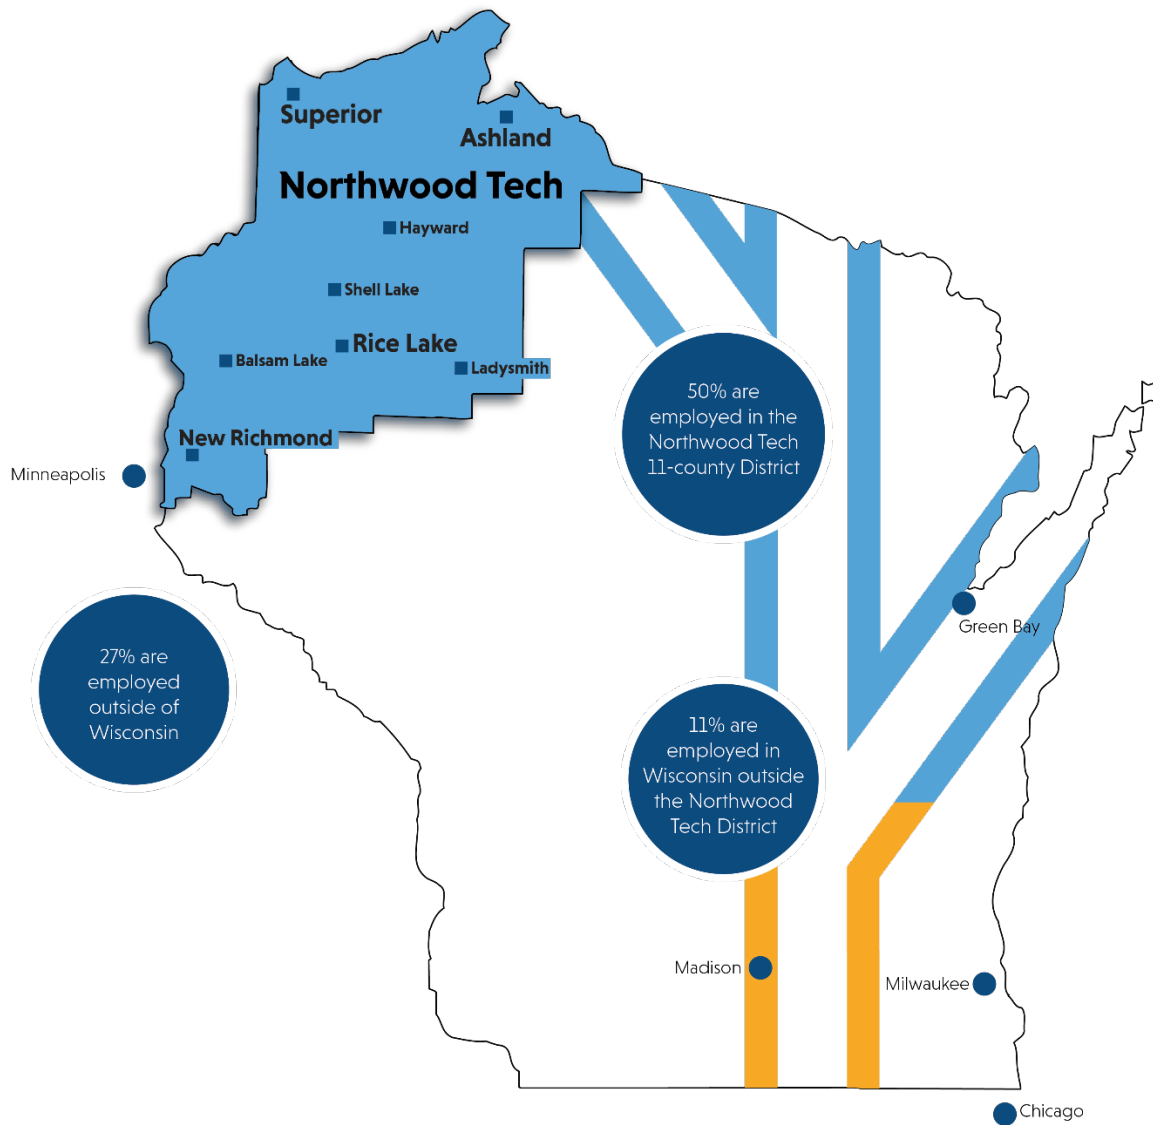 Superior
Ashland
Northwood Tech
Hayward
Shell Lake
Rice Lake
Balsam Lake
Ladysmith
New Richmond
Minneapolis
50% are
employed in the
Northwood Tech
11-county District
Green Bay
27% are
employed
outside of
Wisconsin
11% are
employed in
Wisconsin outside
the Northwood
Tech District
Madison
Milwaukee
Chicago